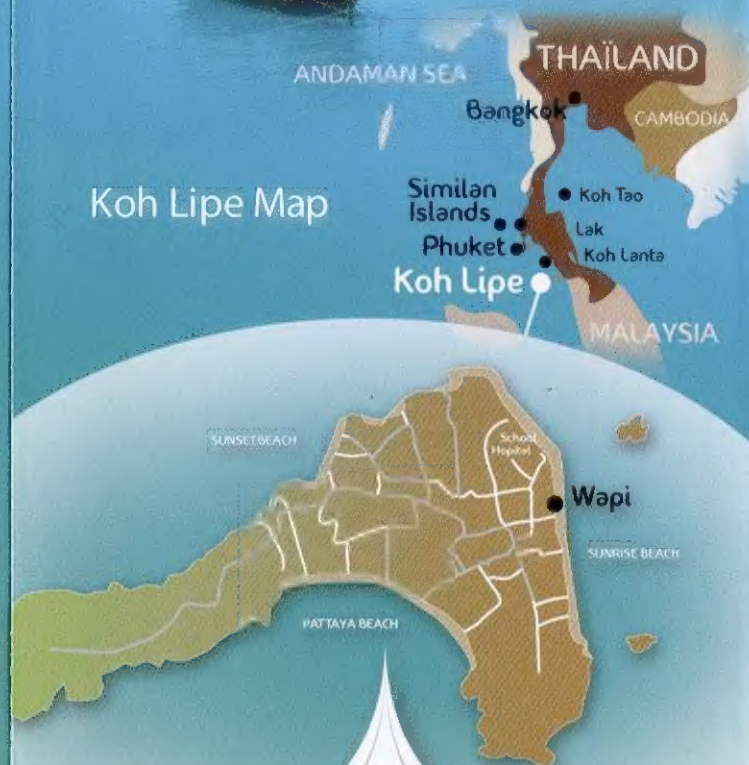 THAÏLAND
ANDAMAN SEA
Bangkok
CAMBODIA
Koh Lipe Map
Similan
Islands
Koh Tao
Lak
Phuket
Koh Lanta
Koh Lipe
MALAYSIA
SUNSET BEACH
School
Hopital
Wapi
SUNRISE BEACH
PATTAYA BEACH